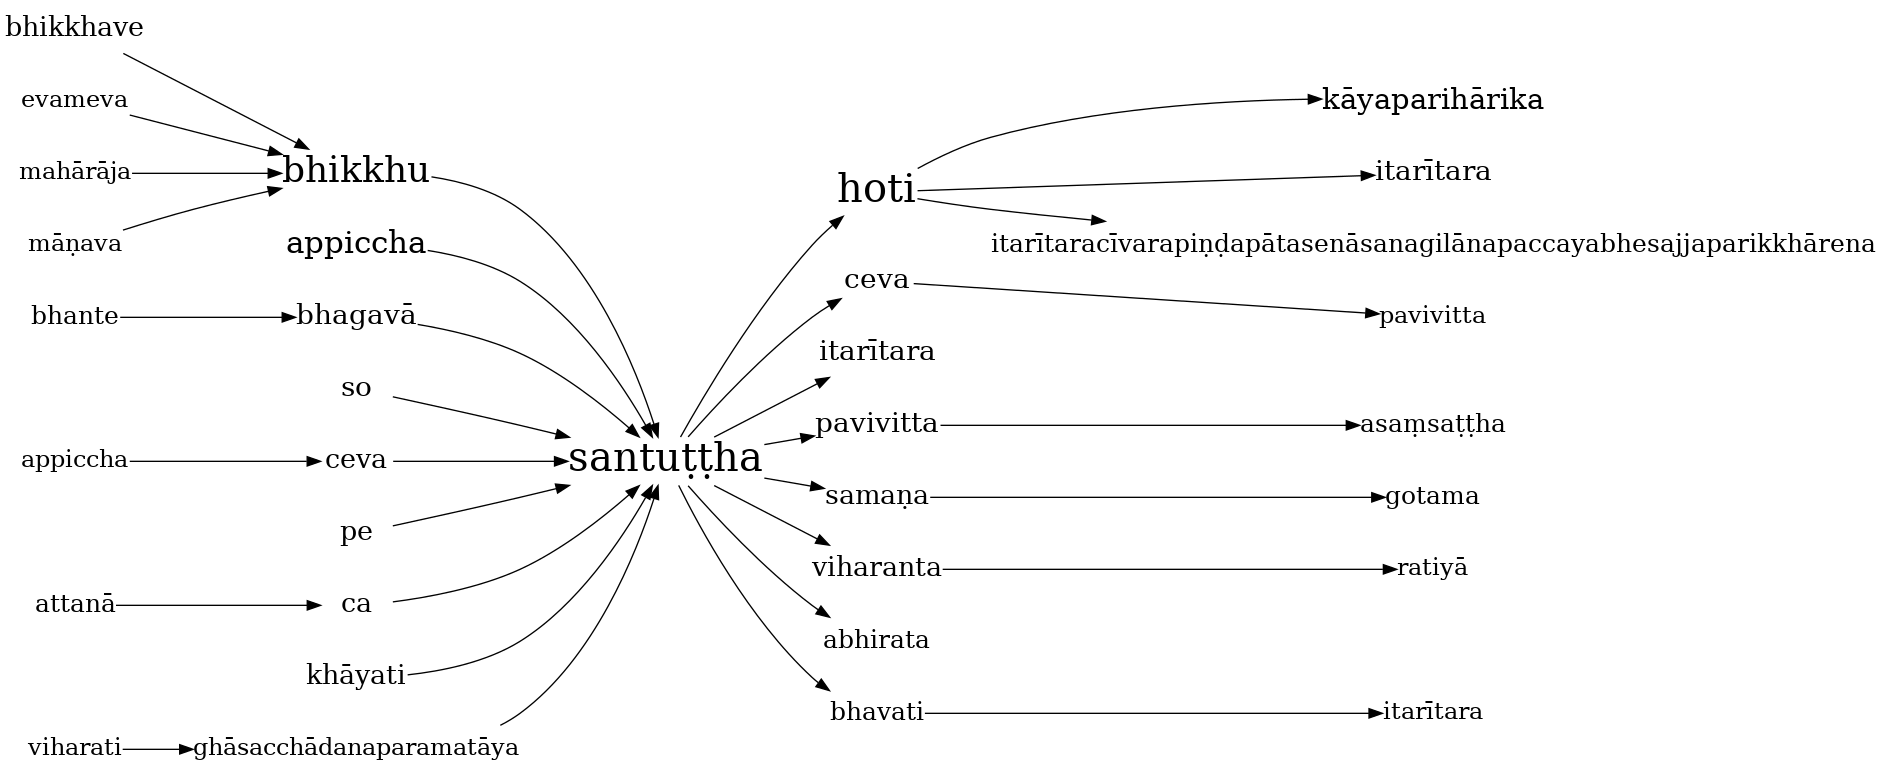 bhikkhave
evameva
mahārāja
māṇava
bhante
appiccha
attanā
viharati
bhikkhu
appiccha
bhagavā
so
ceva
pe
ca
khāyati
ghāsacchādanaparamatāya
santuṭṭha
hoti
ceva
itarītara
pavivitta
samaṇa
viharanta
abhirata
bhavati
kāyaparihārika
itarītara
itarītaracīvarapiṇḍapātasenāsanagilānapaccayabhesajjaparikkhārena
pavivitta
asaṃsaṭṭha
gotama
ratiyā
itarītara